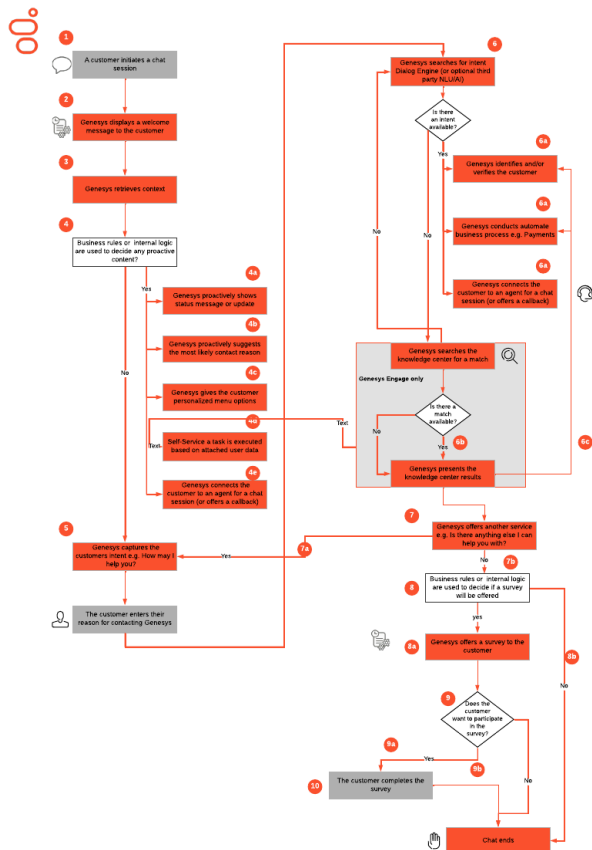 1
A customer initiates a chat
session
2
Genesys displays a welcome
message to the customer
3
Genesys retrieves context
4
Business rules or internal logic
are used to decide any proactive
content?
Yes
No
4a
Genesys proactively shows
status message or update
4b
Genesys proactively suggests
the most likely contact reason
4c
Genesys gives the customer
personalized menu options
4d
Text
Self-Service a task is executed
based on attached user data
4e
Genesys connects the
customer to an agent for a chat
session (or offers a callback)
5
Genesys captures the
customers intent e.g. How may I
help you?
The customer enters their
reason for contacting Genesys
6
Genesys searches for intent
Dialog Engine (or optional third
party NLU/AI)
Is there
an intent
available?
Yes
No
No
6a
Genesys identifies and/or
verifies the customer
6a
Genesys conducts automate
business process e.g. Payments
6a
Genesys connects the
customer to an agent for a chat
session (or offers a callback)
Genesys searches the
knowledge center for a match
Genesys Engage only
Is there a
match
available?
Text
No
Yes
6b
6c
Genesys presents the
knowledge center results
7
Genesys offers another service
e.g. Is there anything else I can
help you with?
7a
Yes
No
7b
8
Business rules or internal logic
are used to decide if a survey
will be offered
yes
8a
Genesys offers a survey to the
customer
8b
No
9
Does the
customer
want to participate
in the
survey?
9a
Yes
9b
No
10
The customer completes the
survey
Chat ends